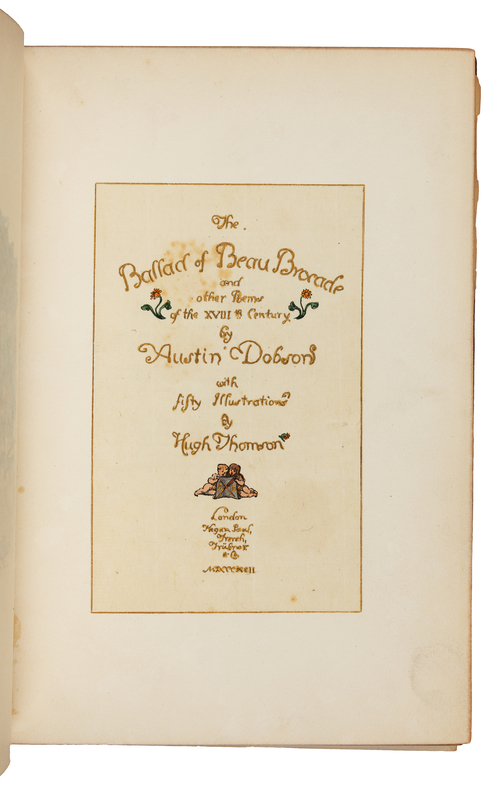 The
Ballad of Beau Brocade
and
other Poems
of the XVIII th Century
by
Austin Dobson
with
fifty Illustrations
by
Hugh Thomson
London
Kegan Paul,
Trench,
Trübner
& Co.
MDCCCXCII